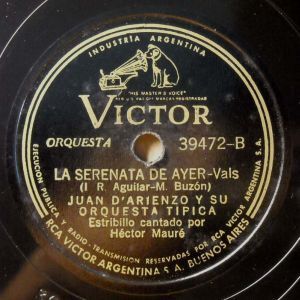 INDUSTRIA ARGENTINA
"HIS MASTER'S VOICE"
MARCAS REGISTRADAS
VICTOR
ORQUESTA 39472-B
LA SERENATA DE AYER-Vals
(I R. Aguilar-M. Buzón)
JUAN D'ARIENZO Y SU
ORQUESTA TIPICA
Estribillo cantado por
Héctor Mauré
EJECUCION PUBLICA Y RADIO-TRANSMISION RESERVADAS POR RCA VICTOR ARGENTINA S.A.
RCA VICTOR ARGENTINA S. A. BUENOS AIRES